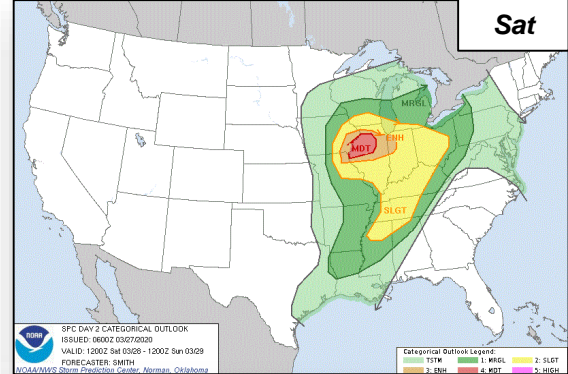 Sat
MRGL
ENH
MDT
SLGT
NOAA
SPC DAY 2 CATEGORICAL OUTLOOK
ISSUED: 0600Z 03/27/2020
VALID: 1200Z Sat 03/28 - 1200Z Sun 03/29
FORECASTER: SMITH
NOAA/NWS Storm Prediction Center, Norman, Oklahoma
Categorical Outlook Legend:
TSTM 1: MRGL 2: SLGT
3: ENH 4: MDT 5: HIGH